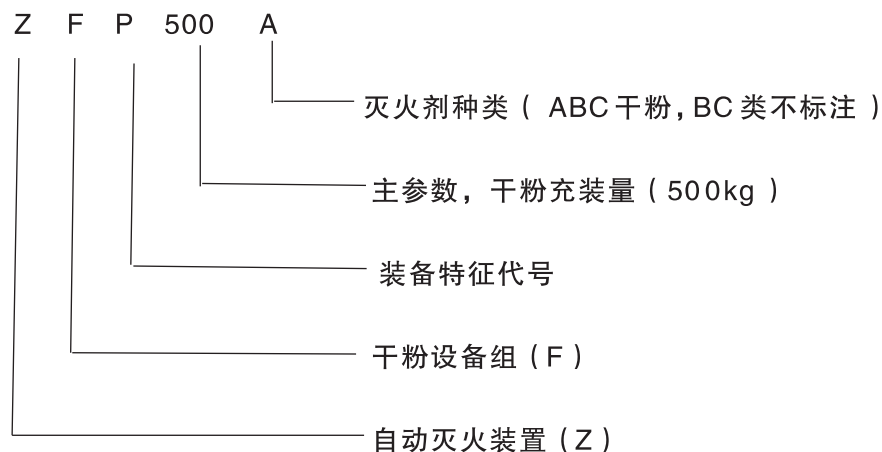 Z F P 500 A
灭火剂种类（ABC干粉，BC类不标注）
主参数，干粉充装量（500kg）
装备特征代号
干粉设备组（F）
自动灭火装置（Z）